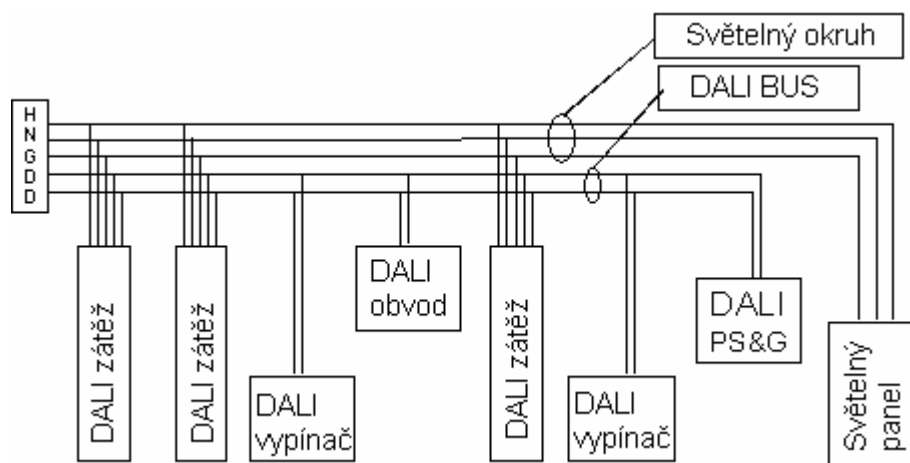 Světelný okruh
DALI BUS
H
N
G
D
D
DALI zátěž
DALI zátěž
DALI
vypínač
DALI
obvod
DALI zátěž
DALI
vypínač
DALI
PS&G
Světelný
panel